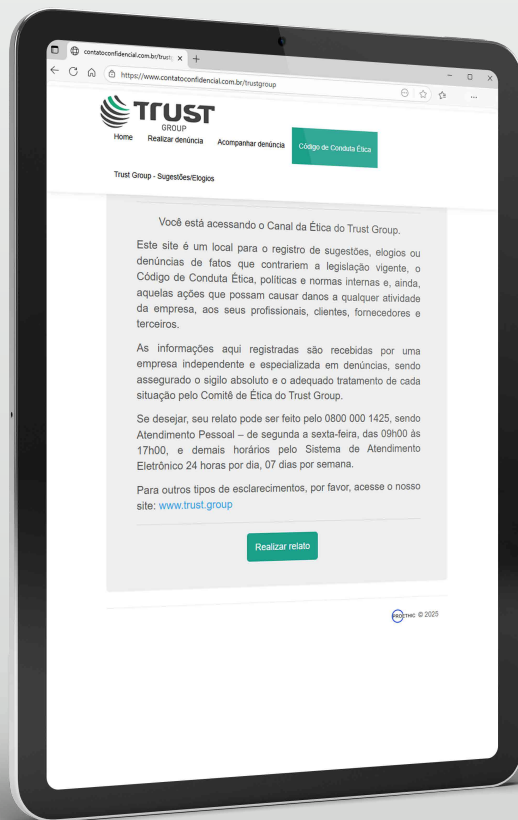 contatoconfidencial.com.br/trustg
https://www.contatoconfidencial.com.br/trustgroup
Trust
GROUP
Home Realizar denúncia Acompanhar denúncia Código de Conduta Ética
Trust Group - Sugestões/Elogios
Você está acessando o Canal da Ética do Trust Group.
Este site é um local para o registro de sugestões, elogios ou
denúncias de fatos que contrariem a legislação vigente, o
Código de Conduta Ética, políticas e normas internas e, ainda,
aquelas ações que possam causar danos a qualquer atividade
da empresa, aos seus profissionais, clientes, fornecedores e
terceiros.
As informações aqui registradas são recebidas por uma
empresa independente e especializada em denúncias, sendo
assegurado o sigilo absoluto e o adequado tratamento de cada
situação pelo Comitê de Ética do Trust Group.
Se desejar, seu relato pode ser feito pelo 0800 000 1425, sendo
Atendimento Pessoal – de segunda a sexta-feira, das 09h00 às
17h00, e demais horários pelo Sistema de Atendimento
Eletrônico 24 horas por dia, 07 dias por semana.
Para outros tipos de esclarecimentos, por favor, acesse o nosso
site: www.trust.group
Realizar relato
PROETHIC © 2025